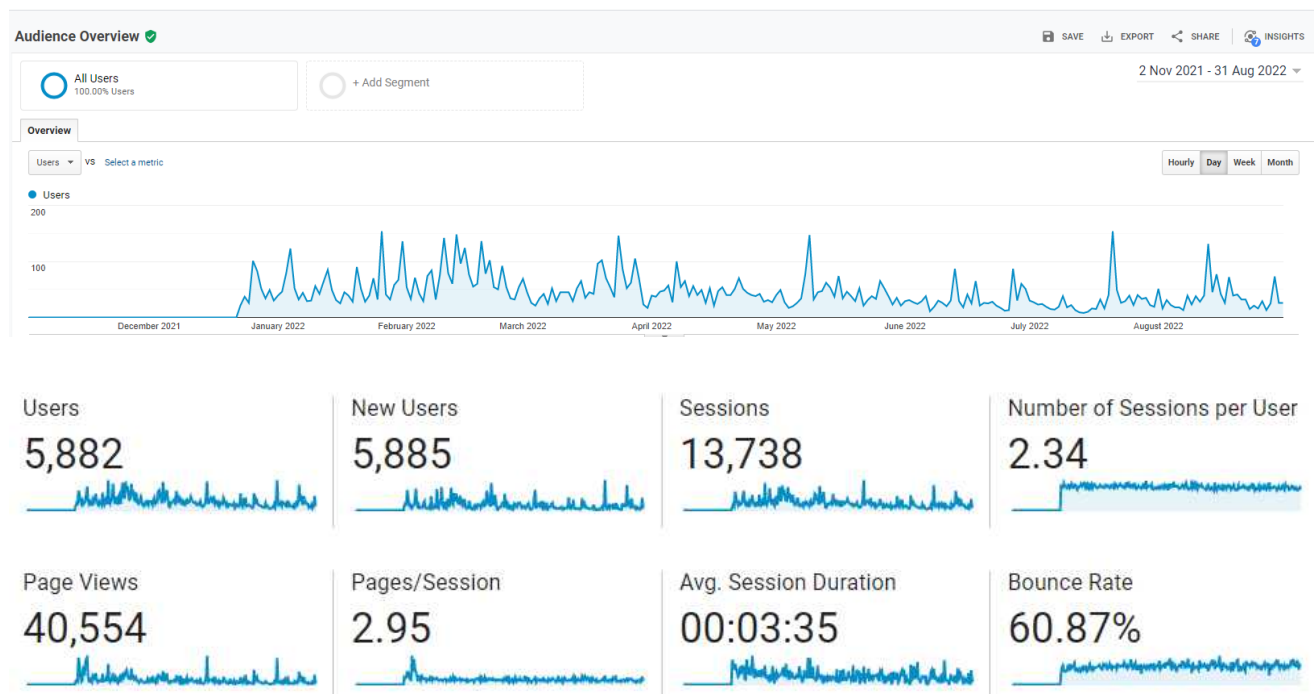 Audience Overview
SAVE EXPORT SHARE 7 INSIGHTS
All Users
100.00% Users
+ Add Segment
2 Nov 2021 - 31 Aug 2022
Overview
Users VS Select a metric
Hourly Day Week Month
Users
200
100
December 2021 January 2022 February 2022 March 2022 April 2022 May 2022 June 2022 July 2022 August 2022
Users New Users Sessions Number of Sessions per User
5,882 5,885 13,738 2.34
Page Views Pages/Session Avg. Session Duration Bounce Rate
40,554 2.95 00:03:35 60.87%